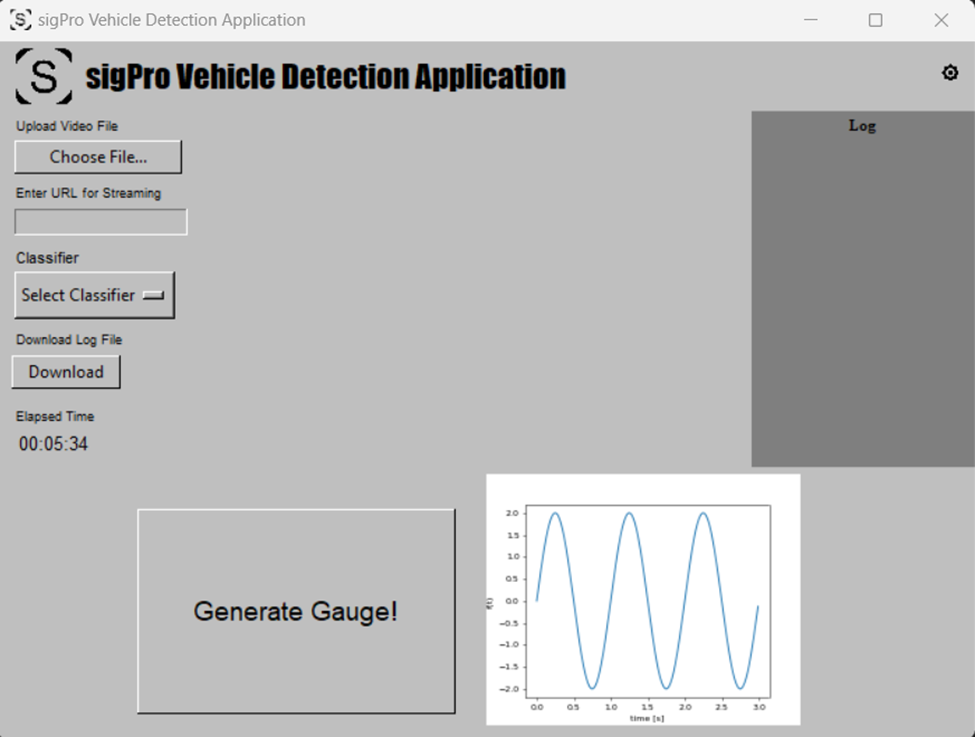 sigPro Vehicle Detection Application
S
sigPro Vehicle Detection Application
Upload Video File
Choose File...
Enter URL for Streaming
Classifier
Select Classifier
Download Log File
Download
Elapsed Time
00:05:34
Log
Generate Gauge!
2.0
1.5
1.0
0.5
0.0
f(t)
−0.5
−1.0
−1.5
−2.0
0.0 0.5 1.0 1.5 2.0 2.5 3.0
time [s]